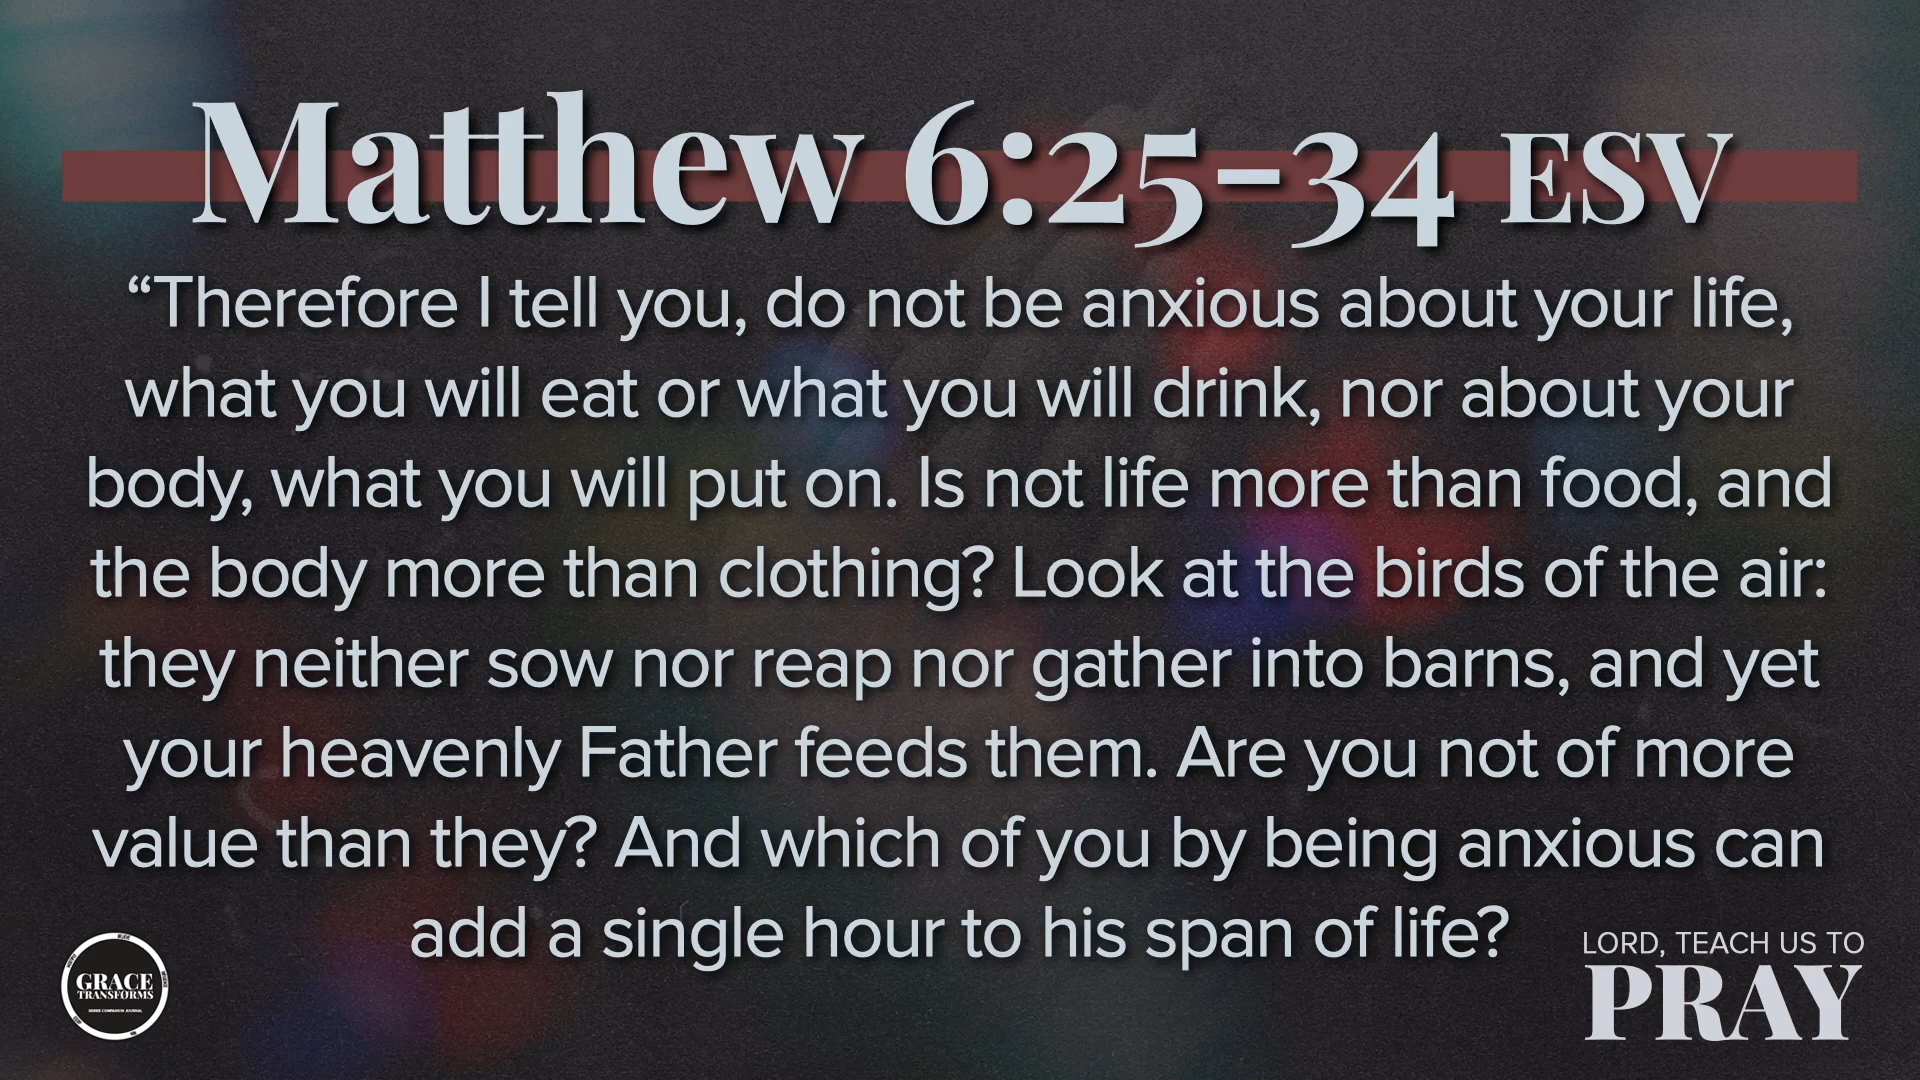 Matthew 6:25-34 ESV
“Therefore I tell you, do not be anxious about your life,
what you will eat or what you will drink, nor about your
body, what you will put on. Is not life more than food, and
the body more than clothing? Look at the birds of the air:
they neither sow nor reap nor gather into barns, and yet
your heavenly Father feeds them. Are you not of more
value than they? And which of you by being anxious can
add a single hour to his span of life?
GRACE
TRANSFORMS
SERIES COMPANION JOURNAL
LORD, TEACH US TO
PRAY